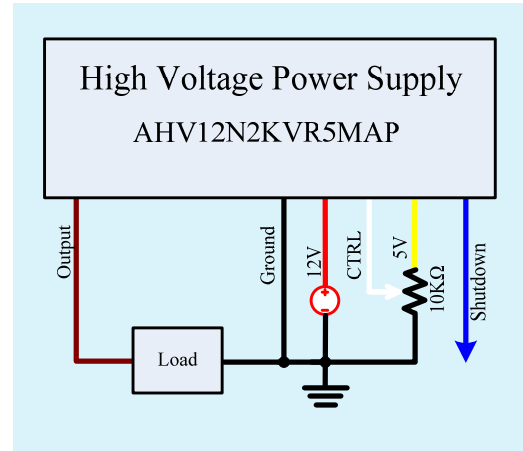 High Voltage Power Supply
AHV12N2KVR5MAP
Output
Ground
12V
CTRL
5V
10KΩ
Shutdown
+
-
Load